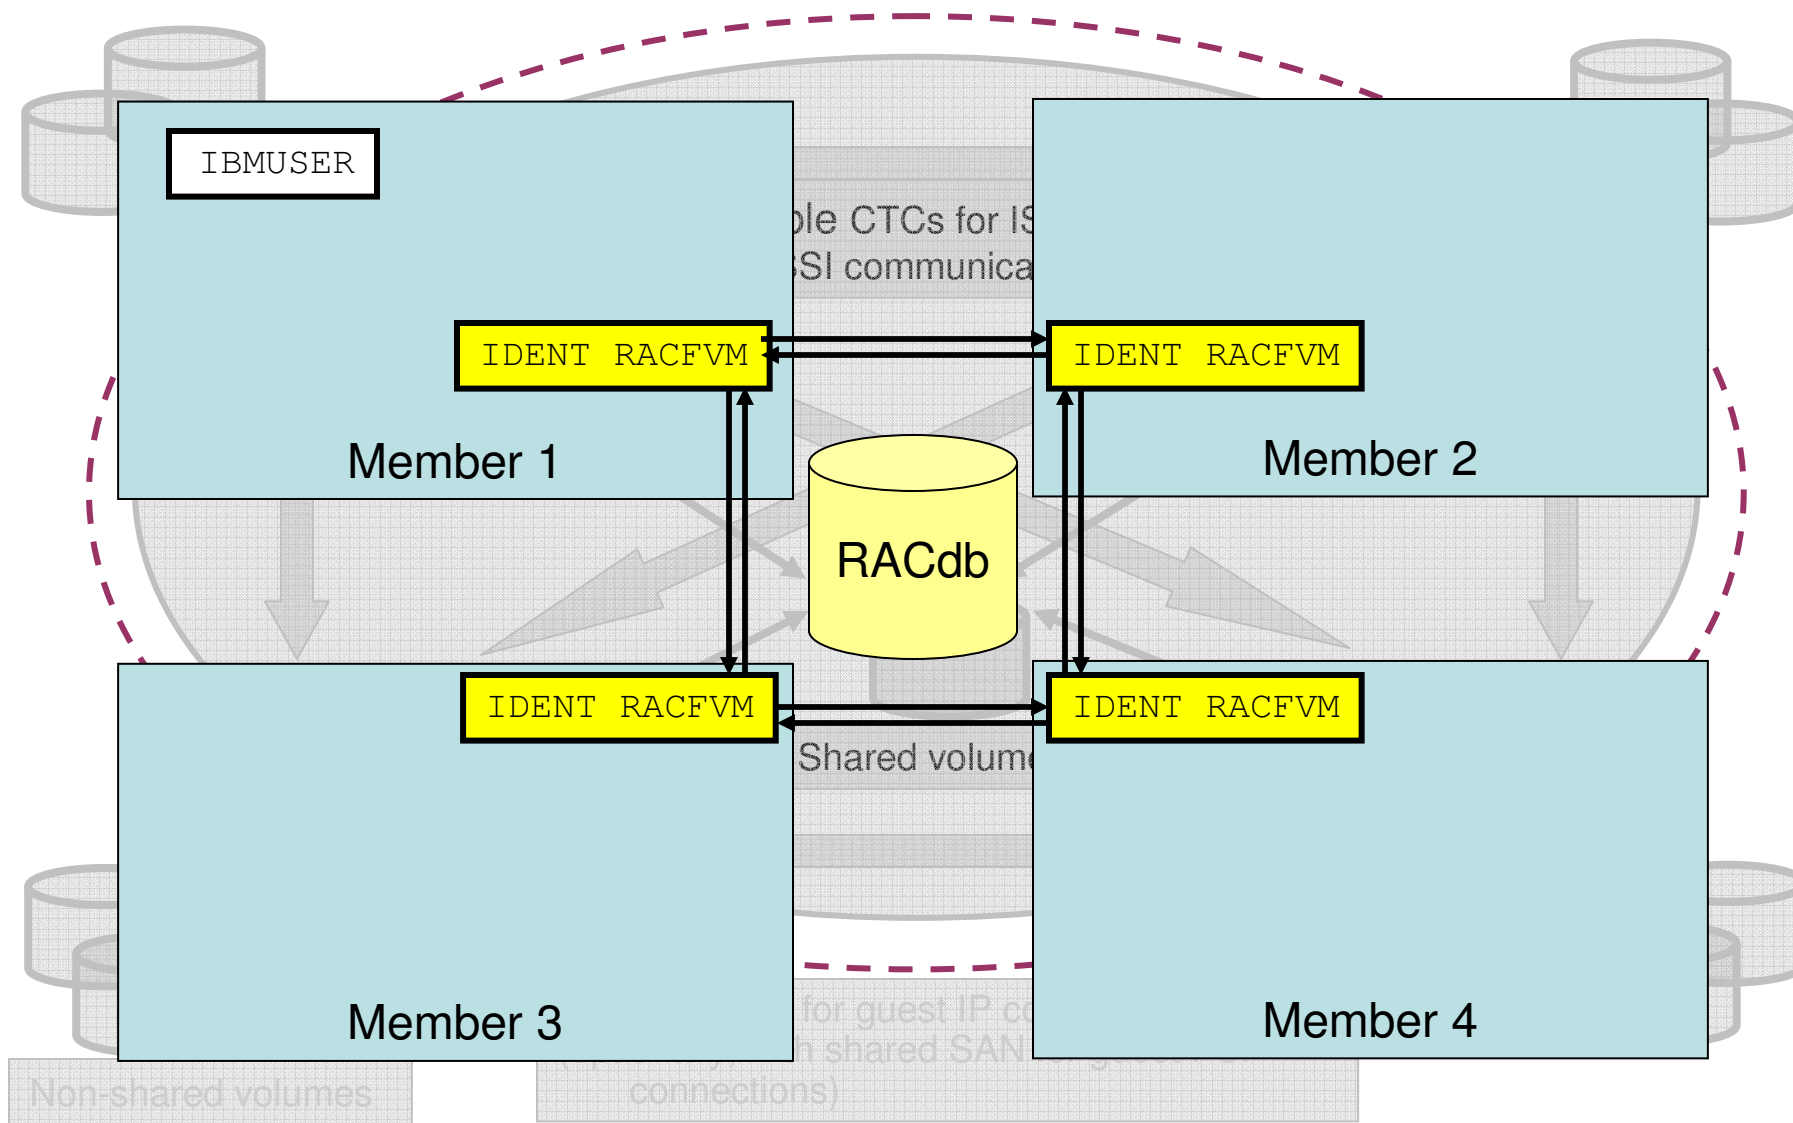 IBMUSER
ble CTCs for IS
SSI communica
IDENT RACFVM
IDENT RACFVM
Member 1
Member 2
RACdb
IDENT RACFVM
IDENT RACFVM
Shared volume
for guest IP co
Member 3
Member 4
shared SAN
connections)
Non-shared volumes